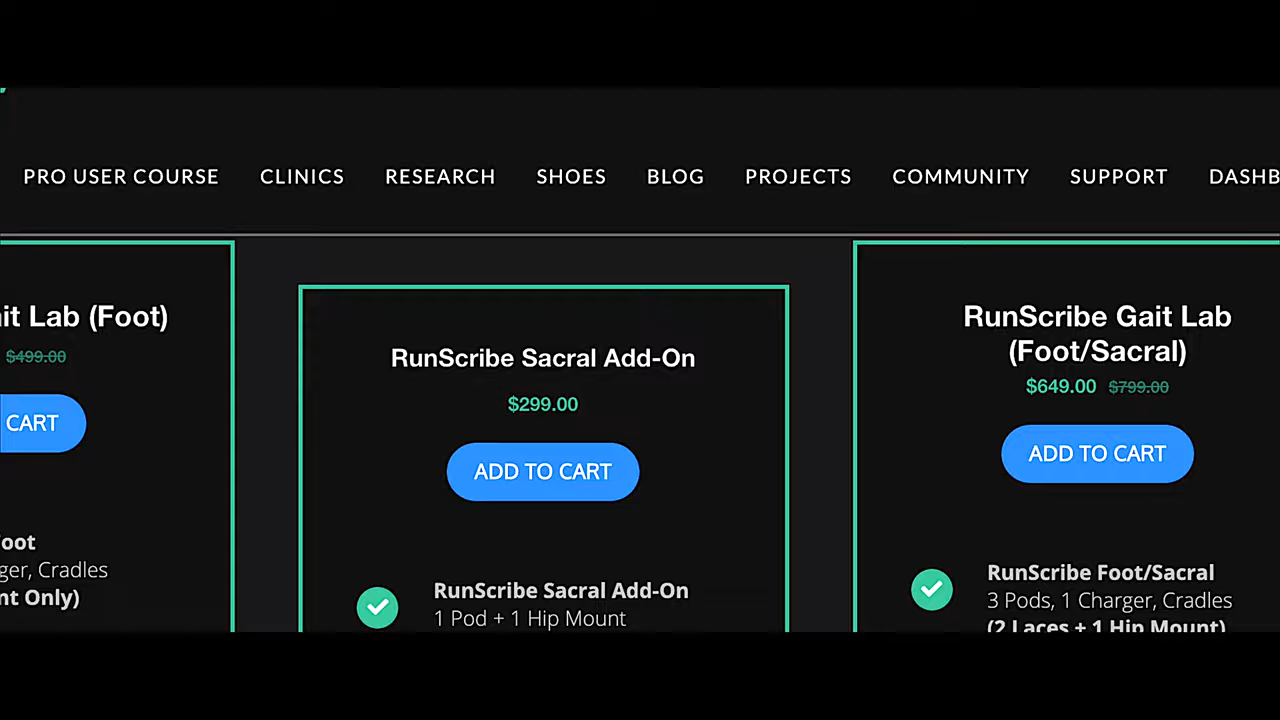 PRO USER COURSE CLINICS RESEARCH SHOES BLOG PROJECTS COMMUNITY SUPPORT DASHB
it Lab (Foot)
$499.00
CART
oot
ger, Cradles
nt Only)
RunScribe Sacral Add-On
$299.00
ADD TO CART
RunScribe Sacral Add-On
1 Pod + 1 Hip Mount
RunScribe Gait Lab
(Foot/Sacral)
$649.00 $799.00
ADD TO CART
RunScribe Foot/Sacral
3 Pods, 1 Charger, Cradles
(2 Laces + 1 Hip Mount)